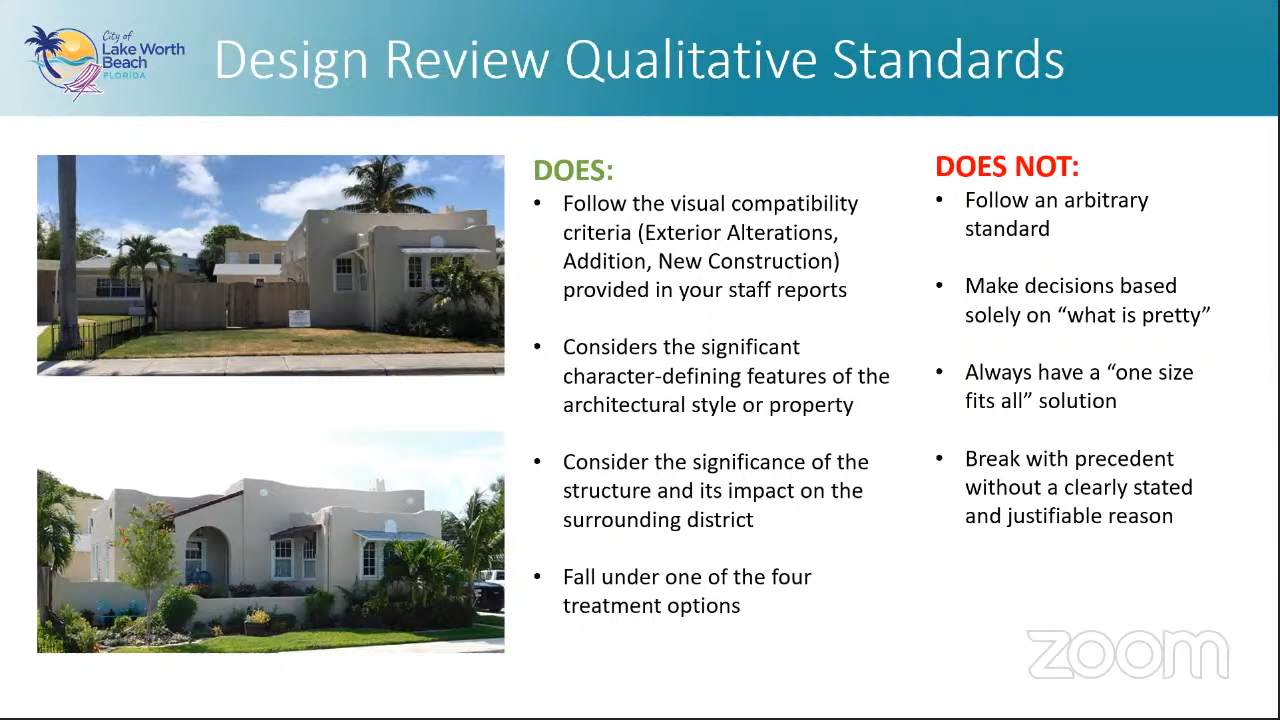 City of
Lake Worth
Beach
FLORIDA
Design Review Qualitative Standards
DOES:
• Follow the visual compatibility
criteria (Exterior Alterations,
Addition, New Construction)
provided in your staff reports
• Considers the significant
character-defining features of the
architectural style or property
• Consider the significance of the
structure and its impact on the
surrounding district
• Fall under one of the four
treatment options
DOES NOT:
• Follow an arbitrary
standard
• Make decisions based
solely on “what is pretty”
• Always have a “one size
fits all” solution
• Break with precedent
without a clearly stated
and justifiable reason
zoom